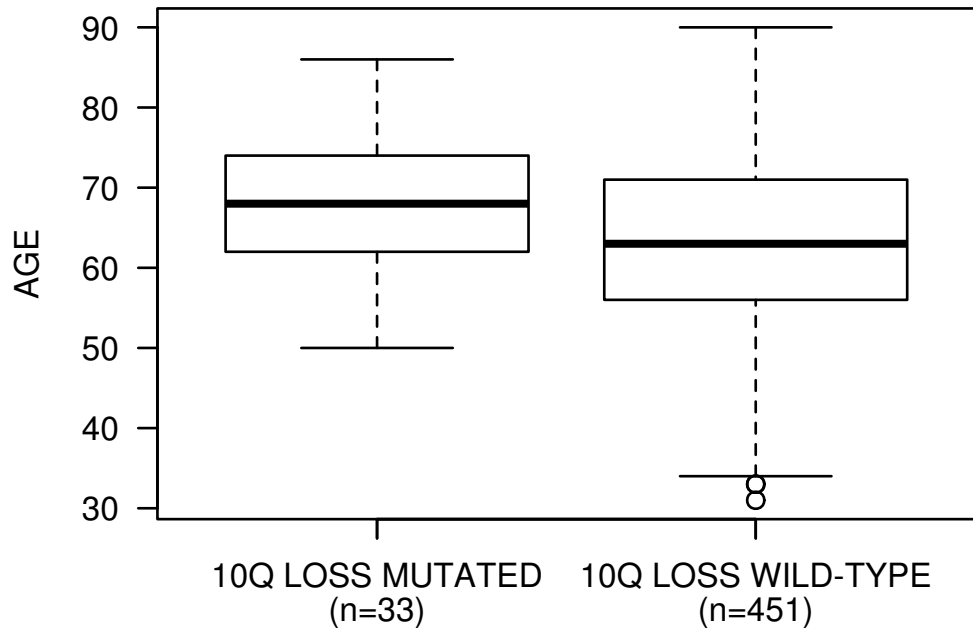 90
80
70
60
50
40
30
AGE
10Q LOSS MUTATED
(n=33)
10Q LOSS WILD-TYPE
(n=451)